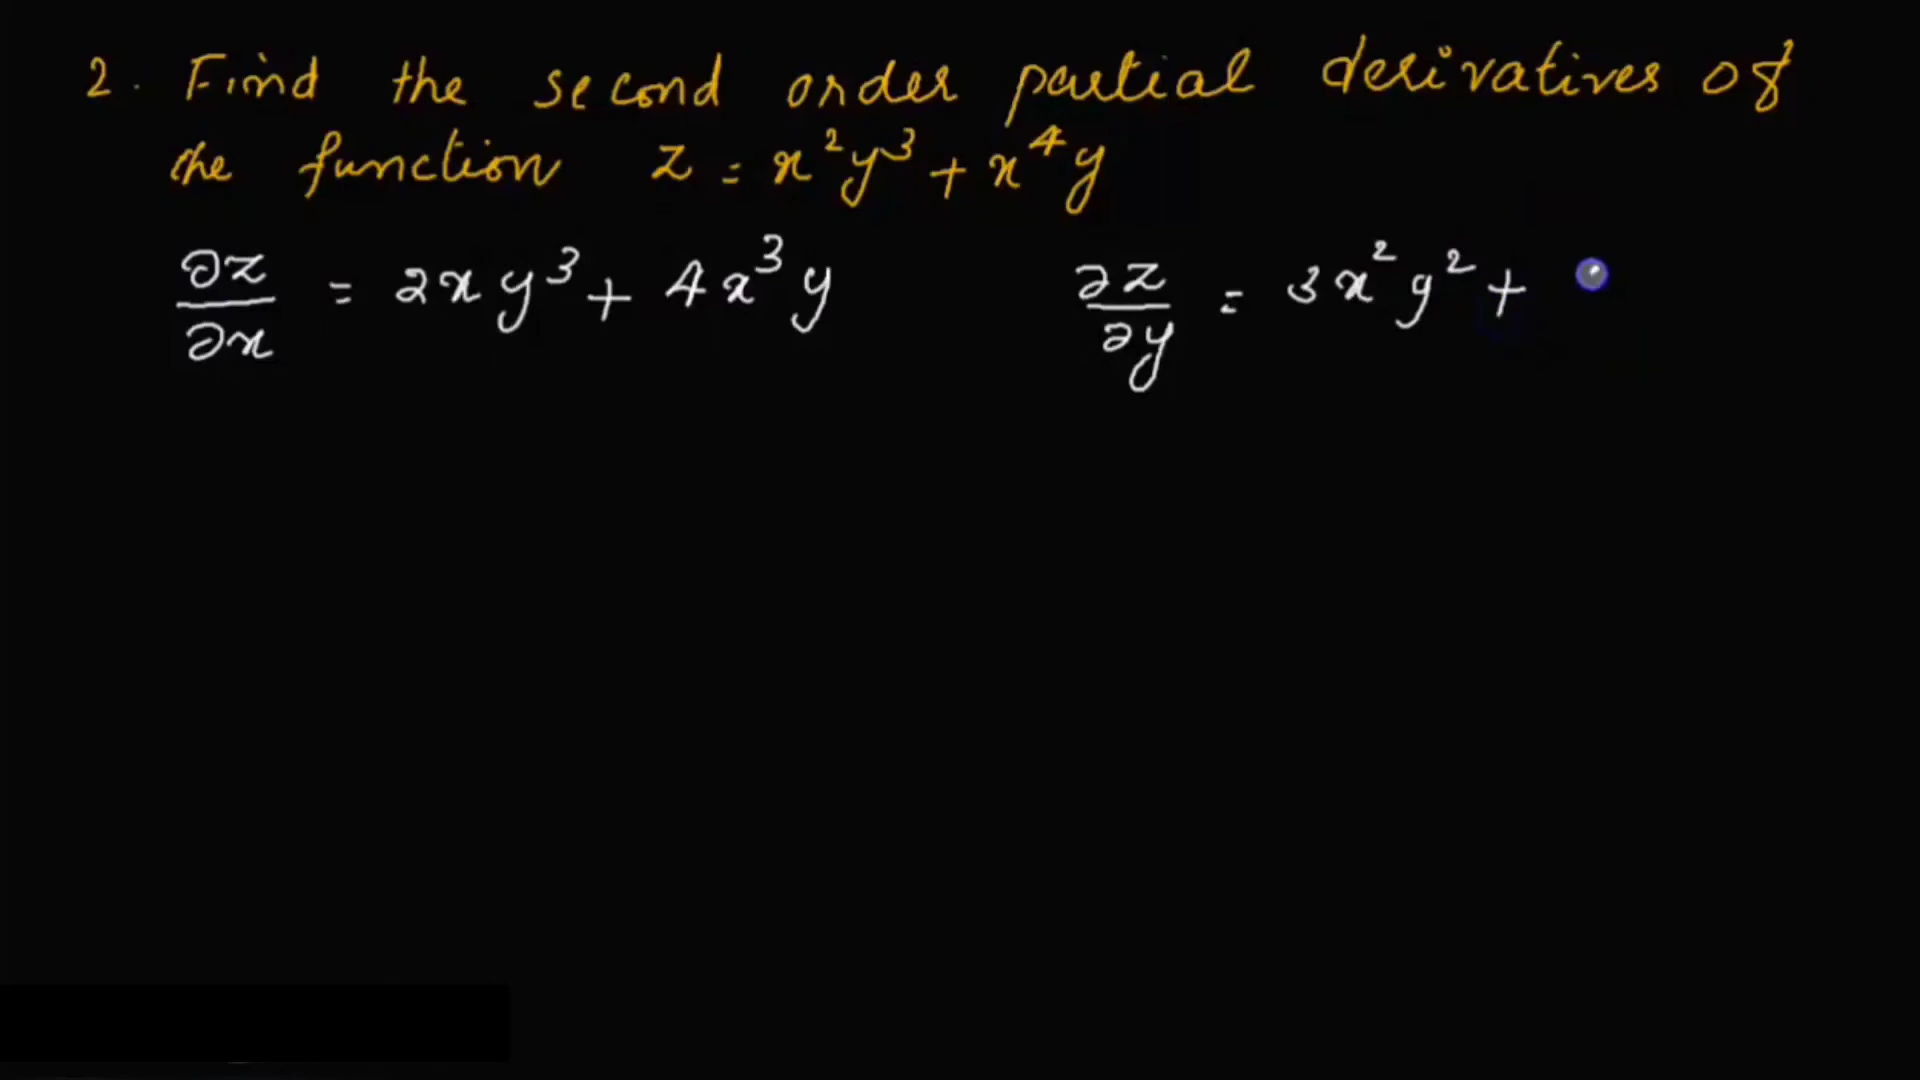 2. Find the second order partial derivatives of
the function z = x²y³ + x⁴y
∂z/∂x = 2xy³ + 4x³y
∂z/∂y = 3x²y² +